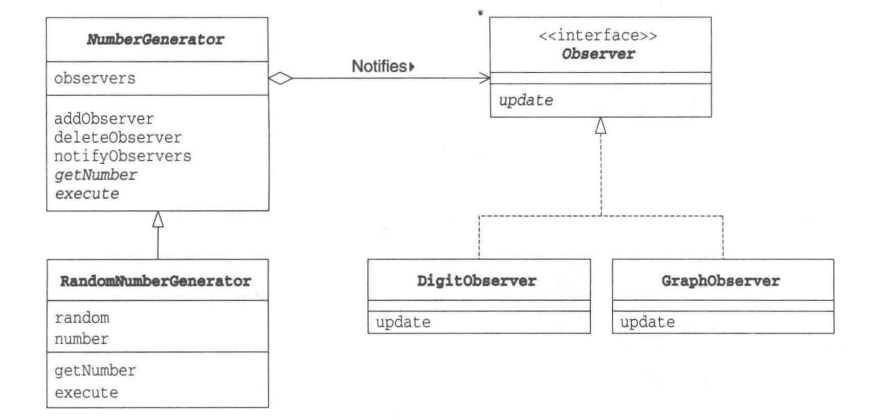 NumberGenerator
observers
addObserver
deleteObserver
notifyObservers
getNumber
execute
Notifies▶
<<interface>>
Observer
update
RandomNumberGenerator
random
number
getNumber
execute
DigitObserver
update
GraphObserver
update